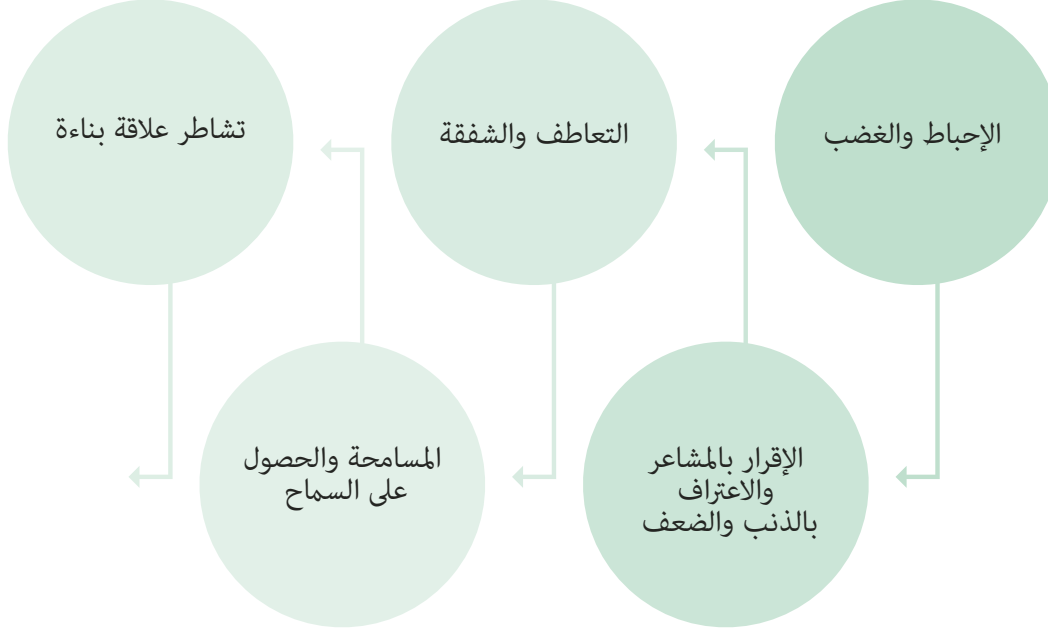 الإحباط والغضب
الإقرار بالمشاعر
والاعتراف
بالذنب والضعف
التعاطف والشفقة
المسامحة والحصول
على السماح
تشاطر علاقة بناءة